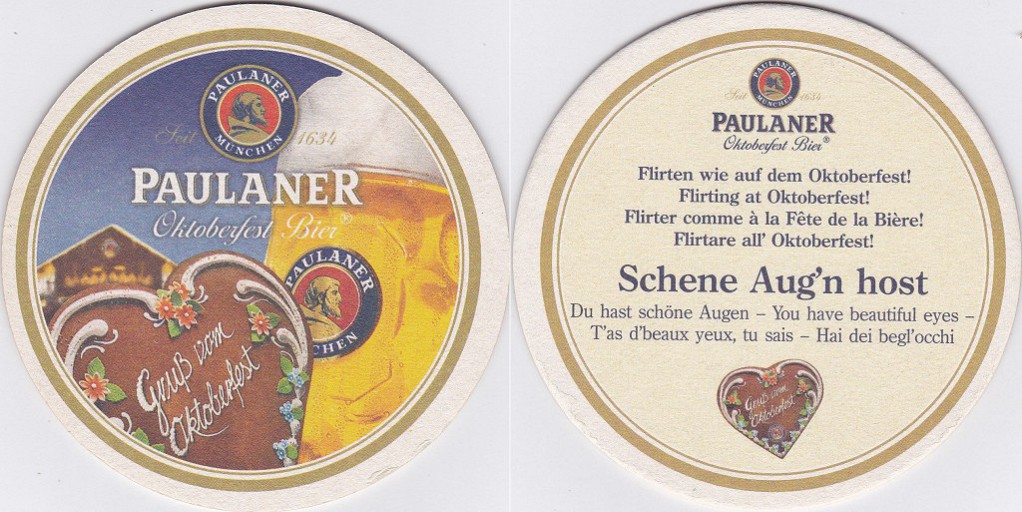 PAULANER
MÜNCHEN
Seit 1634
PAULANER
Oktoberfest Bier®
PAULANER
CHEN
Gruß vom
Oktoberfest
PAULANER
MÜNCHEN
Seit 1634
PAULANER
Oktoberfest Bier®
Flirten wie auf dem Oktoberfest!
Flirting at Oktoberfest!
Flirter comme à la Fête de la Bière!
Flirtare all' Oktoberfest!
Schene Aug'n host
Du hast schöne Augen – You have beautiful eyes –
T'as d'beaux yeux, tu sais – Hai dei begl'occhi
Gruß vom
Oktoberfest